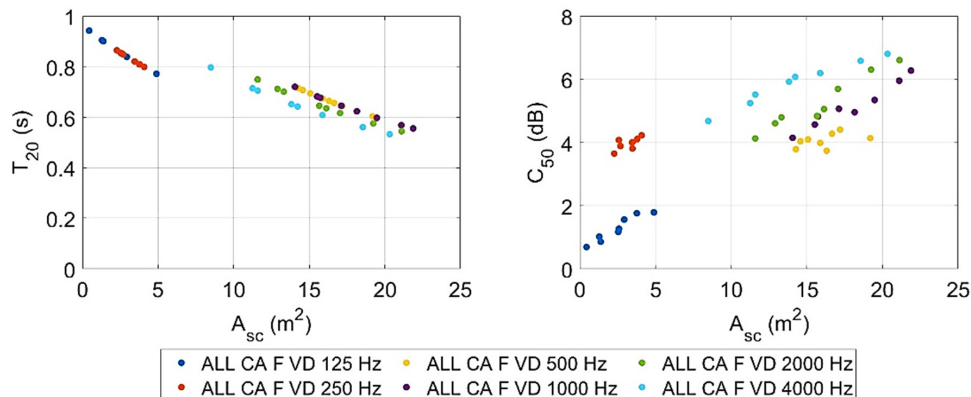 1
0.8
0.6
0.4
0.2
0
T20 (s)
0 5 10 15 20 25
Asc (m²)
8
6
4
2
0
C50 (dB)
0 5 10 15 20 25
Asc (m²)
ALL CA F VD 125 Hz
ALL CA F VD 500 Hz
ALL CA F VD 2000 Hz
ALL CA F VD 250 Hz
ALL CA F VD 1000 Hz
ALL CA F VD 4000 Hz